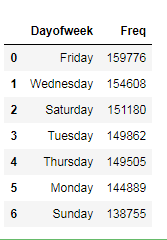 Dayofweek Freq
0 Friday 159776
1 Wednesday 154608
2 Saturday 151180
3 Tuesday 149862
4 Thursday 149505
5 Monday 144889
6 Sunday 138755